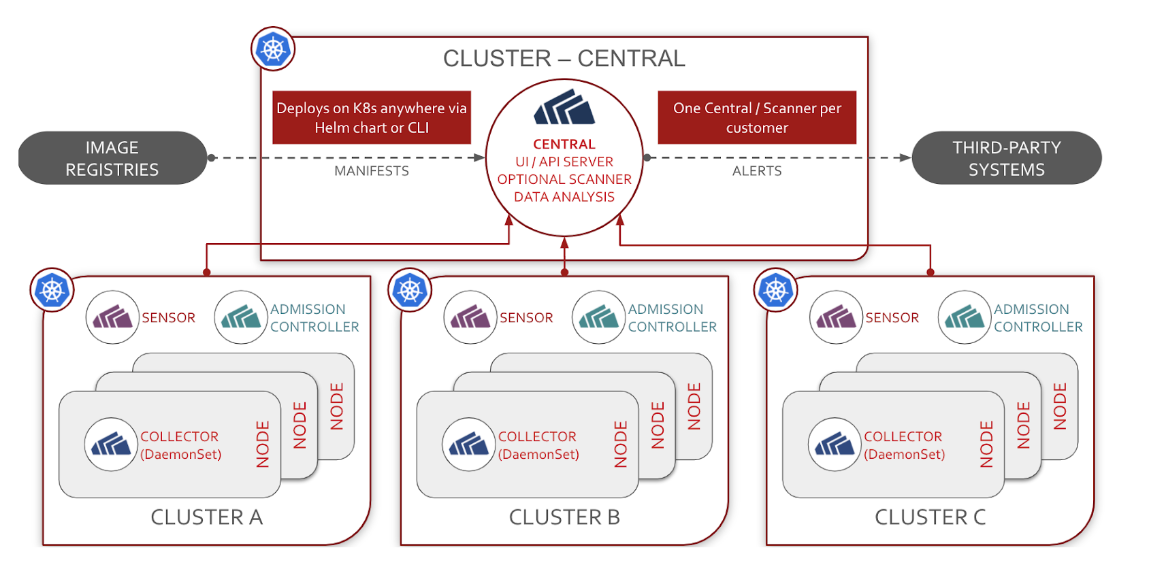 CLUSTER – CENTRAL
Deploys on K8s anywhere via
Helm chart or CLI
One Central / Scanner per
customer
IMAGE
REGISTRIES
MANIFESTS
CENTRAL
UI / API SERVER
OPTIONAL SCANNER
DATA ANALYSIS
ALERTS
THIRD-PARTY
SYSTEMS
SENSOR
ADMISSION
CONTROLLER
NODE
NODE
NODE
COLLECTOR
(DaemonSet)
CLUSTER A
SENSOR
ADMISSION
CONTROLLER
NODE
NODE
NODE
COLLECTOR
(DaemonSet)
CLUSTER B
SENSOR
ADMISSION
CONTROLLER
NODE
NODE
NODE
COLLECTOR
(DaemonSet)
CLUSTER C